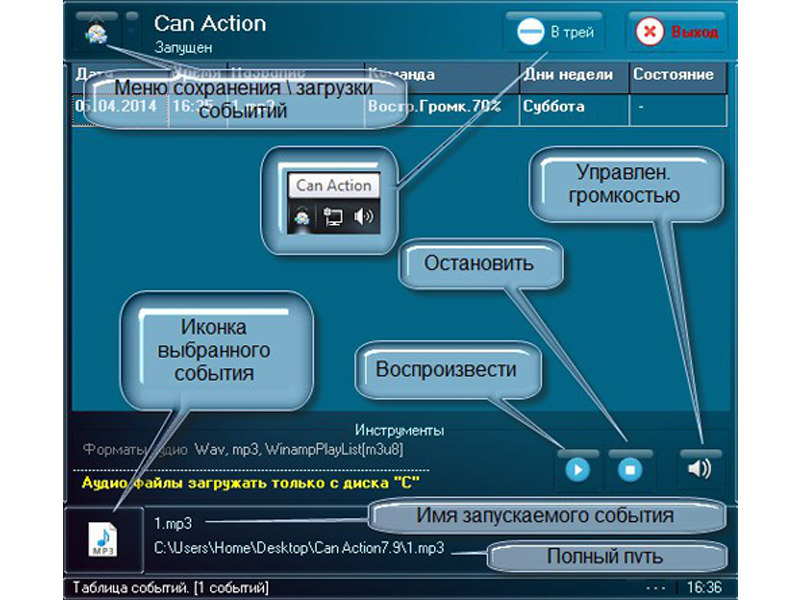 Can Action
Запущен
В трей
Выход
Дата Время Название Команда Дни недели Состояние
Меню сохранения \ загрузки
событий
05.04.2014 16:35 1.mp3 Востр.Громк.70% Суббота -
Can Action
Управлен.
громкостью
Остановить
Иконка
выбранного
события
Воспроизвести
Инструменты
Форматы аудио Wav, mp3, WinampPlayList[m3u8]
Аудио файлы загружать только с диска "C"
MP3
1.mp3
Имя запускаемого события
C:\Users\Home\Desktop\Can Action7.9\1.mp3
Полный путь
Таблица событий. [1 событий]
16:36